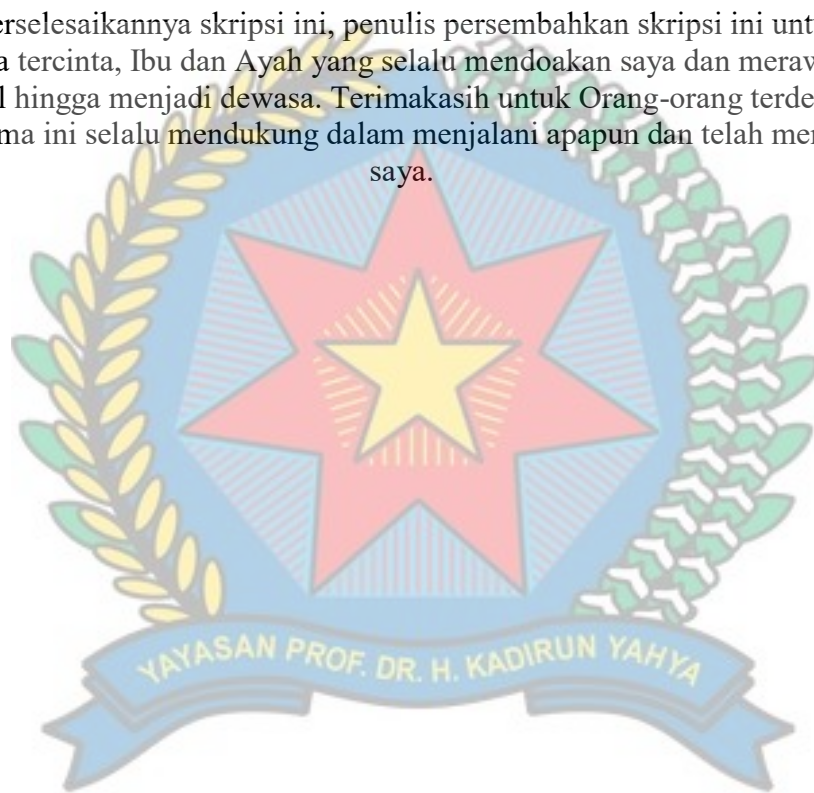 erselesaikannya skripsi ini, penulis persembahkan skripsi ini unt
a tercinta, Ibu dan Ayah yang selalu mendoakan saya dan meraw
l hingga menjadi dewasa. Terimakasih untuk Orang-orang terde
ma ini selalu mendukung dalam menjalani apapun dan telah mer
saya.
YAYASAN PROF. DR. H. KADIRUN YAHYA